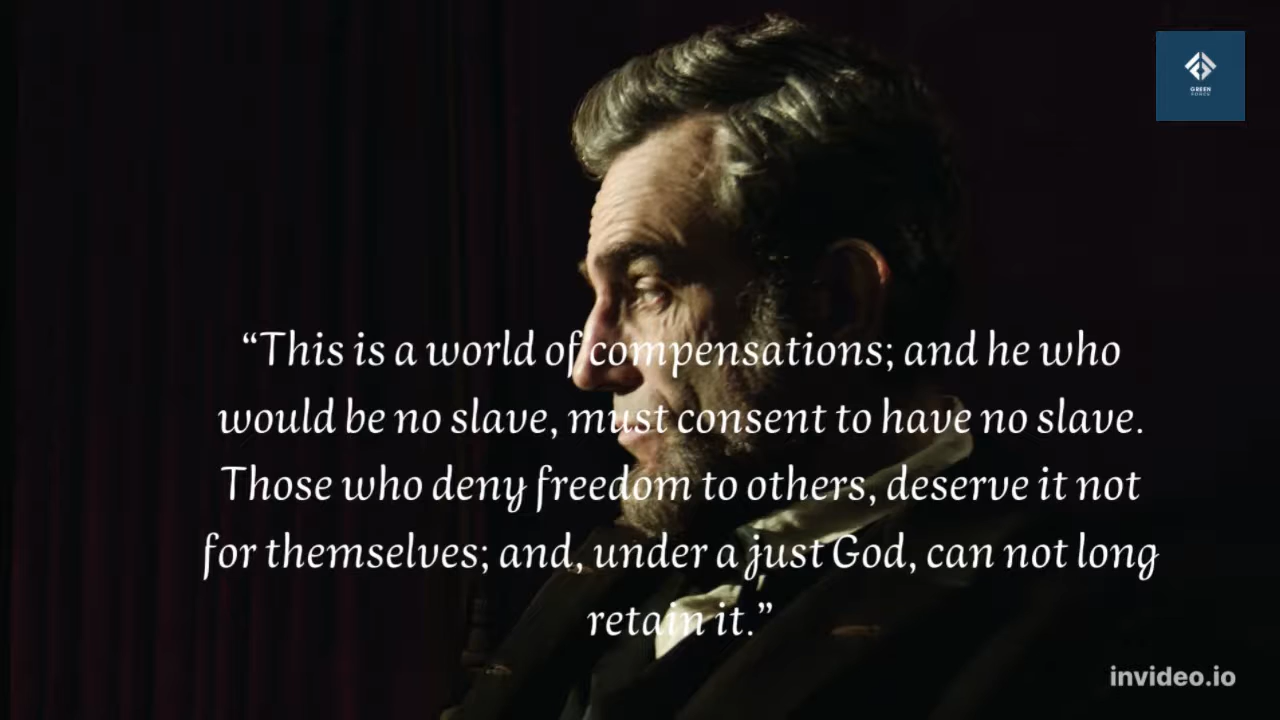 GREEN
FORCE
“This is a world of compensations; and he who
would be no slave, must consent to have no slave.
Those who deny freedom to others, deserve it not
for themselves; and, under a just God, can not long
retain it.”
invideo.io